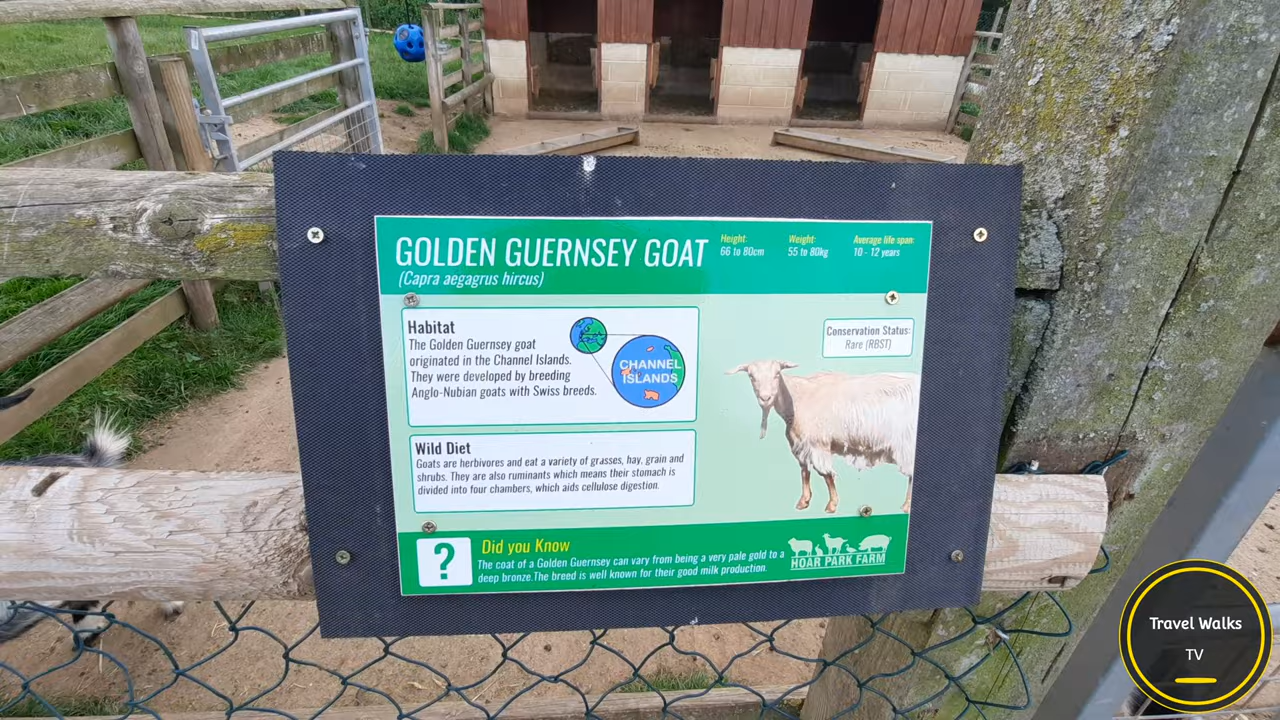 GOLDEN GUERNSEY GOAT
(Capra aegagrus hircus)
Height:
66 to 80cm
Weight:
55 to 80kg
Average life span:
10 - 12 years
Habitat
The Golden Guernsey goat
originated in the Channel Islands.
They were developed by breeding
Anglo-Nubian goats with Swiss breeds.
CHANNEL
ISLANDS
Conservation Status:
Rare (RBST)
Wild Diet
Goats are herbivores and eat a variety of grasses, hay, grain and
shrubs. They are also ruminants which means their stomach is
divided into four chambers, which aids cellulose digestion.
?
Did you Know
The coat of a Golden Guernsey can vary from being a very pale gold to a
deep bronze.The breed is well known for their good milk production.
HOAR PARK FARM
Travel Walks
TV